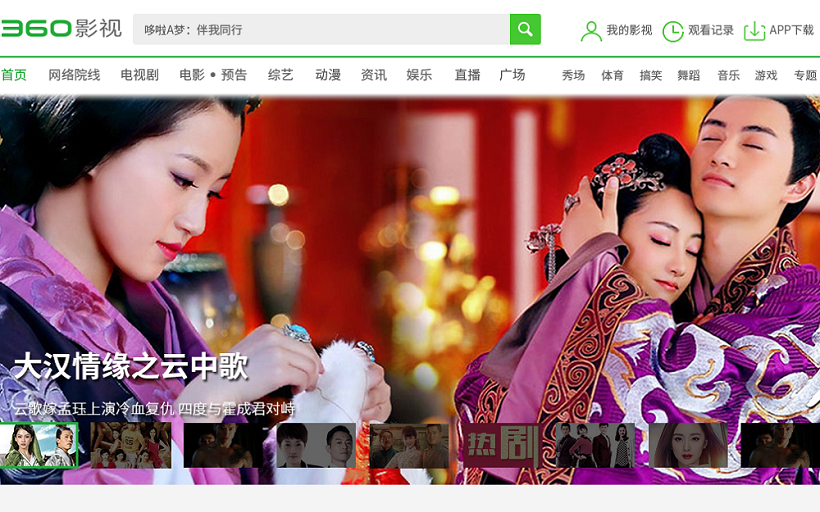 360影视
哆啦A梦：伴我同行
我的影视
观看记录
APP下载
首页 网络院线 电视剧 电影 • 预告 综艺 动漫 资讯 娱乐 直播 广场 秀场 体育 搞笑 舞蹈 音乐 游戏 专题
大汉情缘之云中歌
云歌嫁孟珏上演冷血复仇 四度与霍成君对峙
热剧